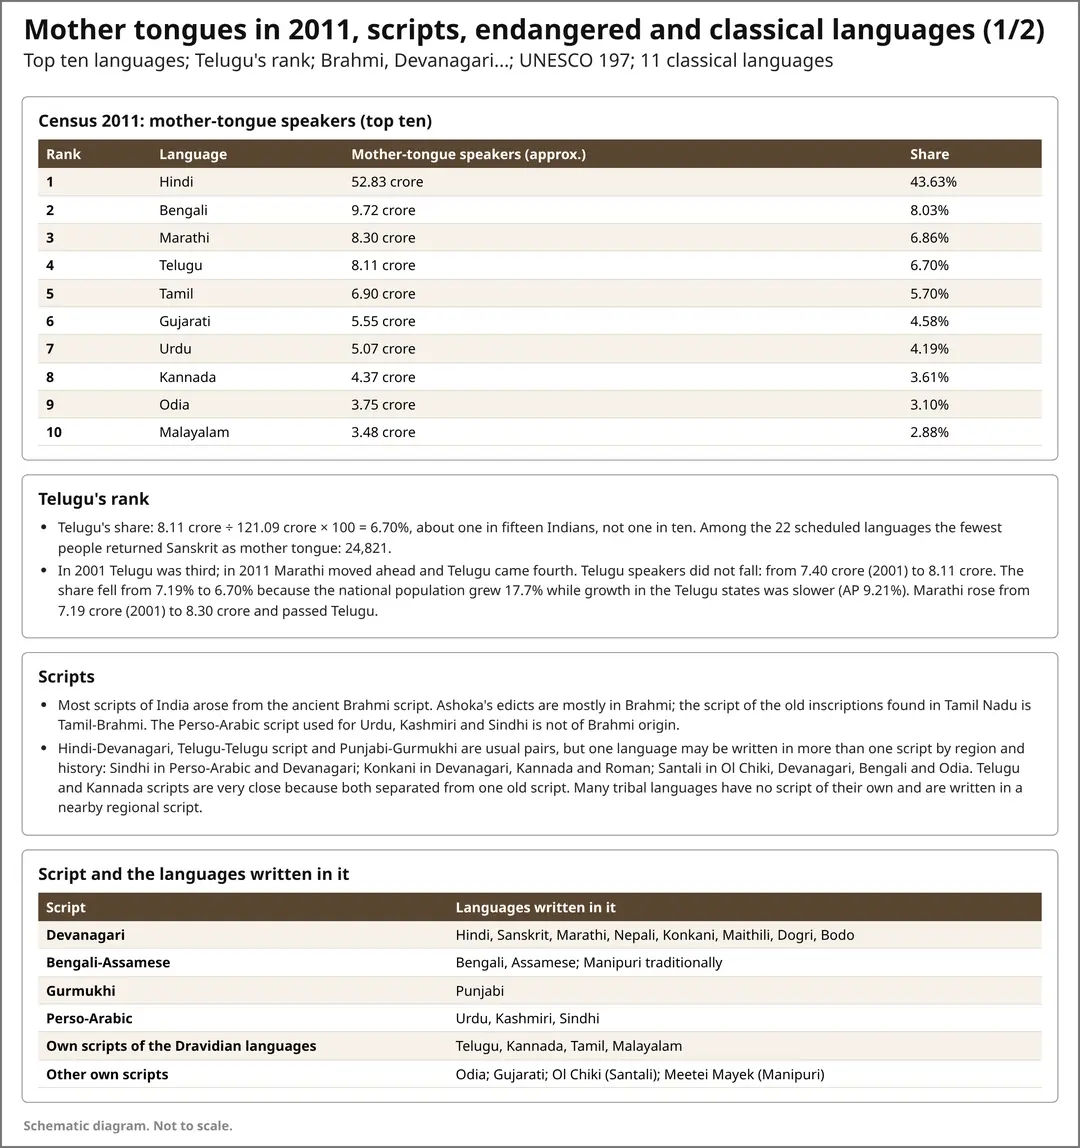 Mother tongues in 2011, scripts, endangered and classical languages (1/2)
Top ten languages; Telugu's rank; Brahmi, Devanagari...; UNESCO 197; 11 classical languages
Census 2011: mother-tongue speakers (top ten)
Rank Language Mother-tongue speakers (approx.) Share
1 Hindi 52.83 crore 43.63%
2 Bengali 9.72 crore 8.03%
3 Marathi 8.30 crore 6.86%
4 Telugu 8.11 crore 6.70%
5 Tamil 6.90 crore 5.70%
6 Gujarati 5.55 crore 4.58%
7 Urdu 5.07 crore 4.19%
8 Kannada 4.37 crore 3.61%
9 Odia 3.75 crore 3.10%
10 Malayalam 3.48 crore 2.88%
Telugu's rank
• Telugu's share: 8.11 crore ÷ 121.09 crore × 100 = 6.70%, about one in fifteen Indians, not one in ten. Among the 22 scheduled languages the fewest
people returned Sanskrit as mother tongue: 24,821.
• In 2001 Telugu was third; in 2011 Marathi moved ahead and Telugu came fourth. Telugu speakers did not fall: from 7.40 crore (2001) to 8.11 crore. The
share fell from 7.19% to 6.70% because the national population grew 17.7% while growth in the Telugu states was slower (AP 9.21%). Marathi rose from
7.19 crore (2001) to 8.30 crore and passed Telugu.
Scripts
• Most scripts of India arose from the ancient Brahmi script. Ashoka's edicts are mostly in Brahmi; the script of the old inscriptions found in Tamil Nadu is
Tamil-Brahmi. The Perso-Arabic script used for Urdu, Kashmiri and Sindhi is not of Brahmi origin.
• Hindi-Devanagari, Telugu-Telugu script and Punjabi-Gurmukhi are usual pairs, but one language may be written in more than one script by region and
history: Sindhi in Perso-Arabic and Devanagari; Konkani in Devanagari, Kannada and Roman; Santali in Ol Chiki, Devanagari, Bengali and Odia. Telugu
and Kannada scripts are very close because both separated from one old script. Many tribal languages have no script of their own and are written in a
nearby regional script.
Script and the languages written in it
Script Languages written in it
Devanagari Hindi, Sanskrit, Marathi, Nepali, Konkani, Maithili, Dogri, Bodo
Bengali-Assamese Bengali, Assamese; Manipuri traditionally
Gurmukhi Punjabi
Perso-Arabic Urdu, Kashmiri, Sindhi
Own scripts of the Dravidian languages Telugu, Kannada, Tamil, Malayalam
Other own scripts Odia; Gujarati; Ol Chiki (Santali); Meetei Mayek (Manipuri)
Schematic diagram. Not to scale.